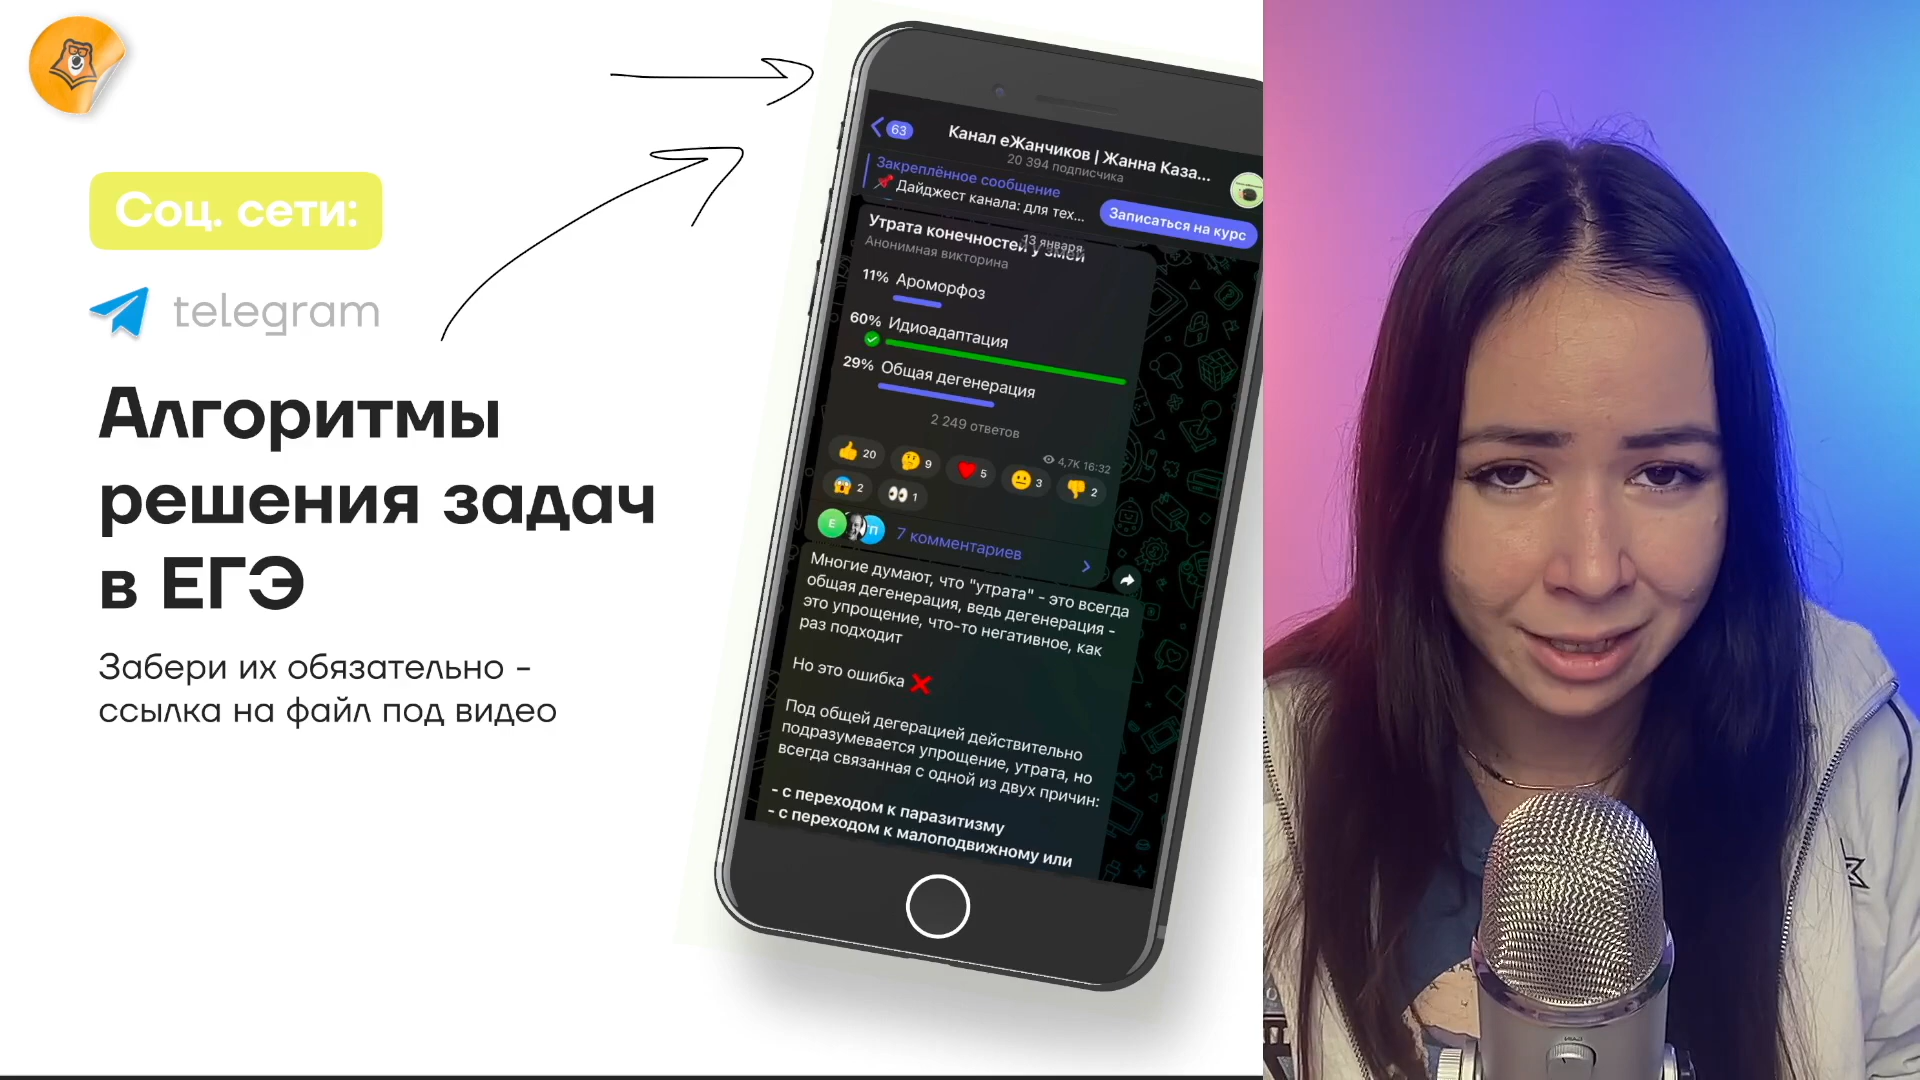 Соц. сети:
telegram
Алгоритмы
решения задач
в ЕГЭ
Забери их обязательно -
ссылка на файл под видео
63
Канал еЖанчиков | Жанна Каза...
20 394 подписчика
Закреплённое сообщение
Дайджест канала: для тех...
Записаться на курс
13 января
Утрата конечностей у змей
Анонимная викторина
11% Ароморфоз
60% Идиоадаптация
29% Общая дегенерация
2 249 ответов
20 9 5 3 2
4,7K 16:32
2 1
Е
7 комментариев
Многие думают, что "утрата" - это всегда
общая дегенерация, ведь дегенерация -
это упрощение, что-то негативное, как
раз подходит
Но это ошибка
Под общей дегерацией действительно
подразумевается упрощение, утрата, но
всегда связанная с одной из двух причин:
- с переходом к паразитизму
- с переходом к малоподвижному или